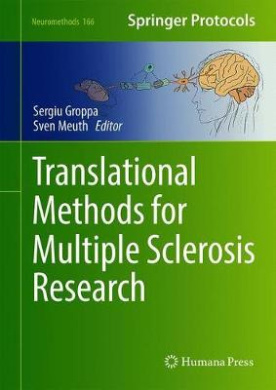 Neuromethods 166
Springer Protocols
Sergiu Groppa
Sven Meuth Editor
Translational
Methods for
Multiple Sclerosis
Research
Humana Press